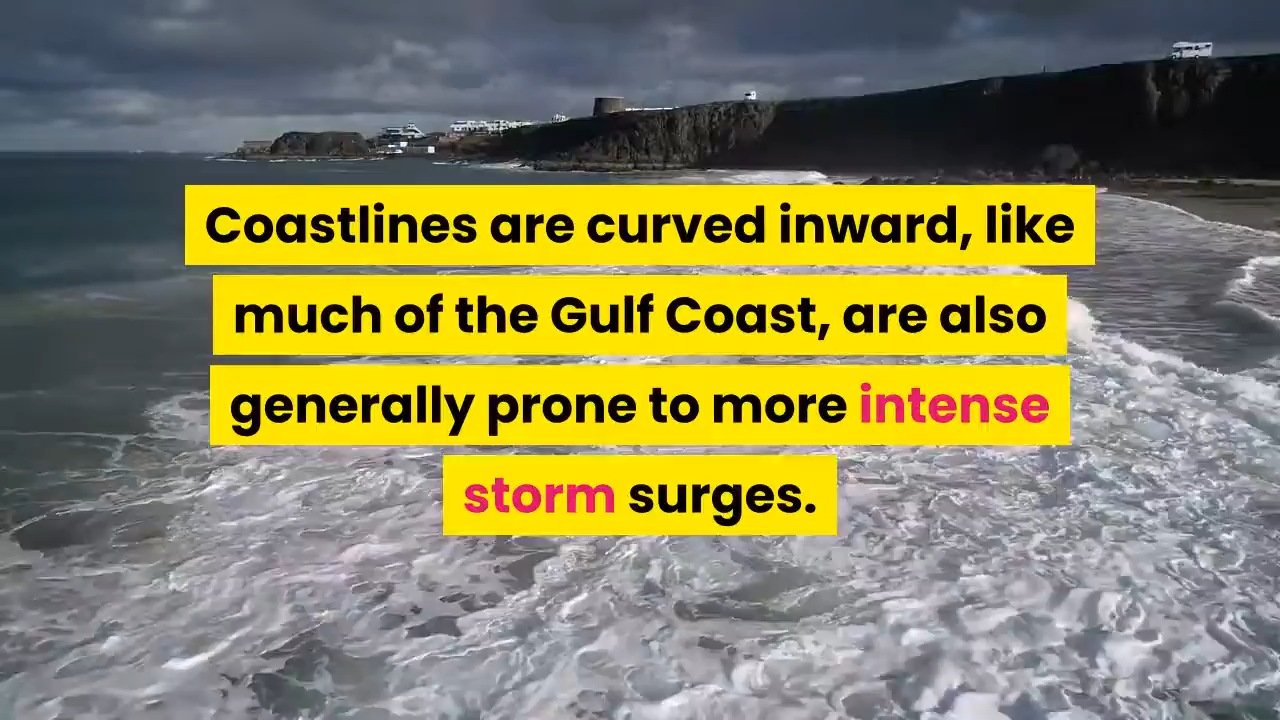 Coastlines are curved inward, like
much of the Gulf Coast, are also
generally prone to more intense
storm surges.